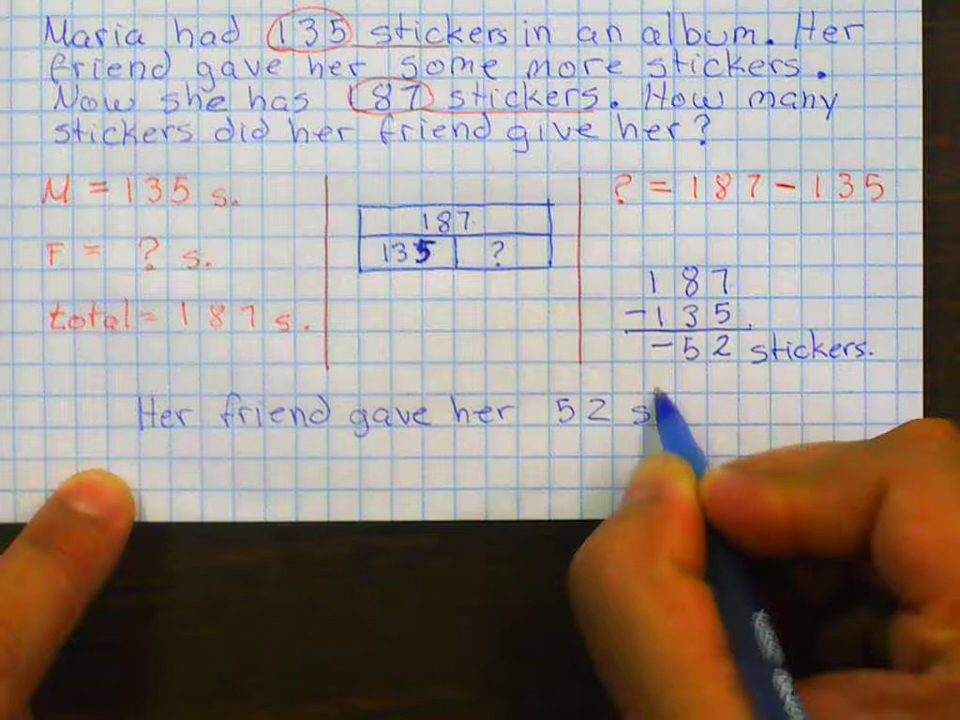 Maria had 135 stickers in an album. Her
friend gave her some more stickers.
Now she has 187 stickers. How many
stickers did her friend give her?
M = 135 s.
F = ? s.
total = 187 s.
187
135 ?
? = 187 - 135
187
-135
-52 stickers.
Her friend gave her 52 s